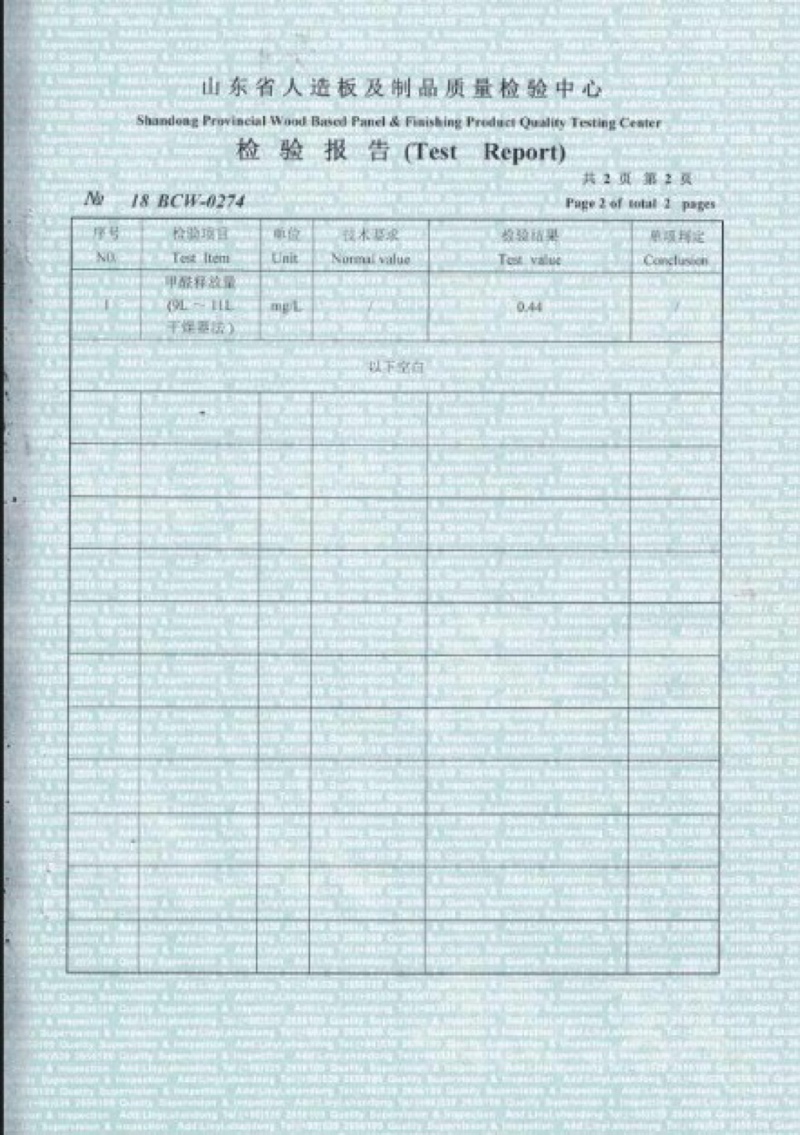 山东省人造板及制品质量检验中心
Shandong Provincial Wood Based Panel & Finishing Product Quality Testing Center
检 验 报 告 (Test Report)
共 2 页 第 2 页
№ 18 BCW-0274
Page 2 of total 2 pages
序号 检验项目 单位 技术要求 检验结果 单项判定
NO. Test Item Unit Normal value Test value Conclusion
甲醛释放量
1 (9L ~ 11L mg/L / 0.44 /
干燥器法)
以下空白